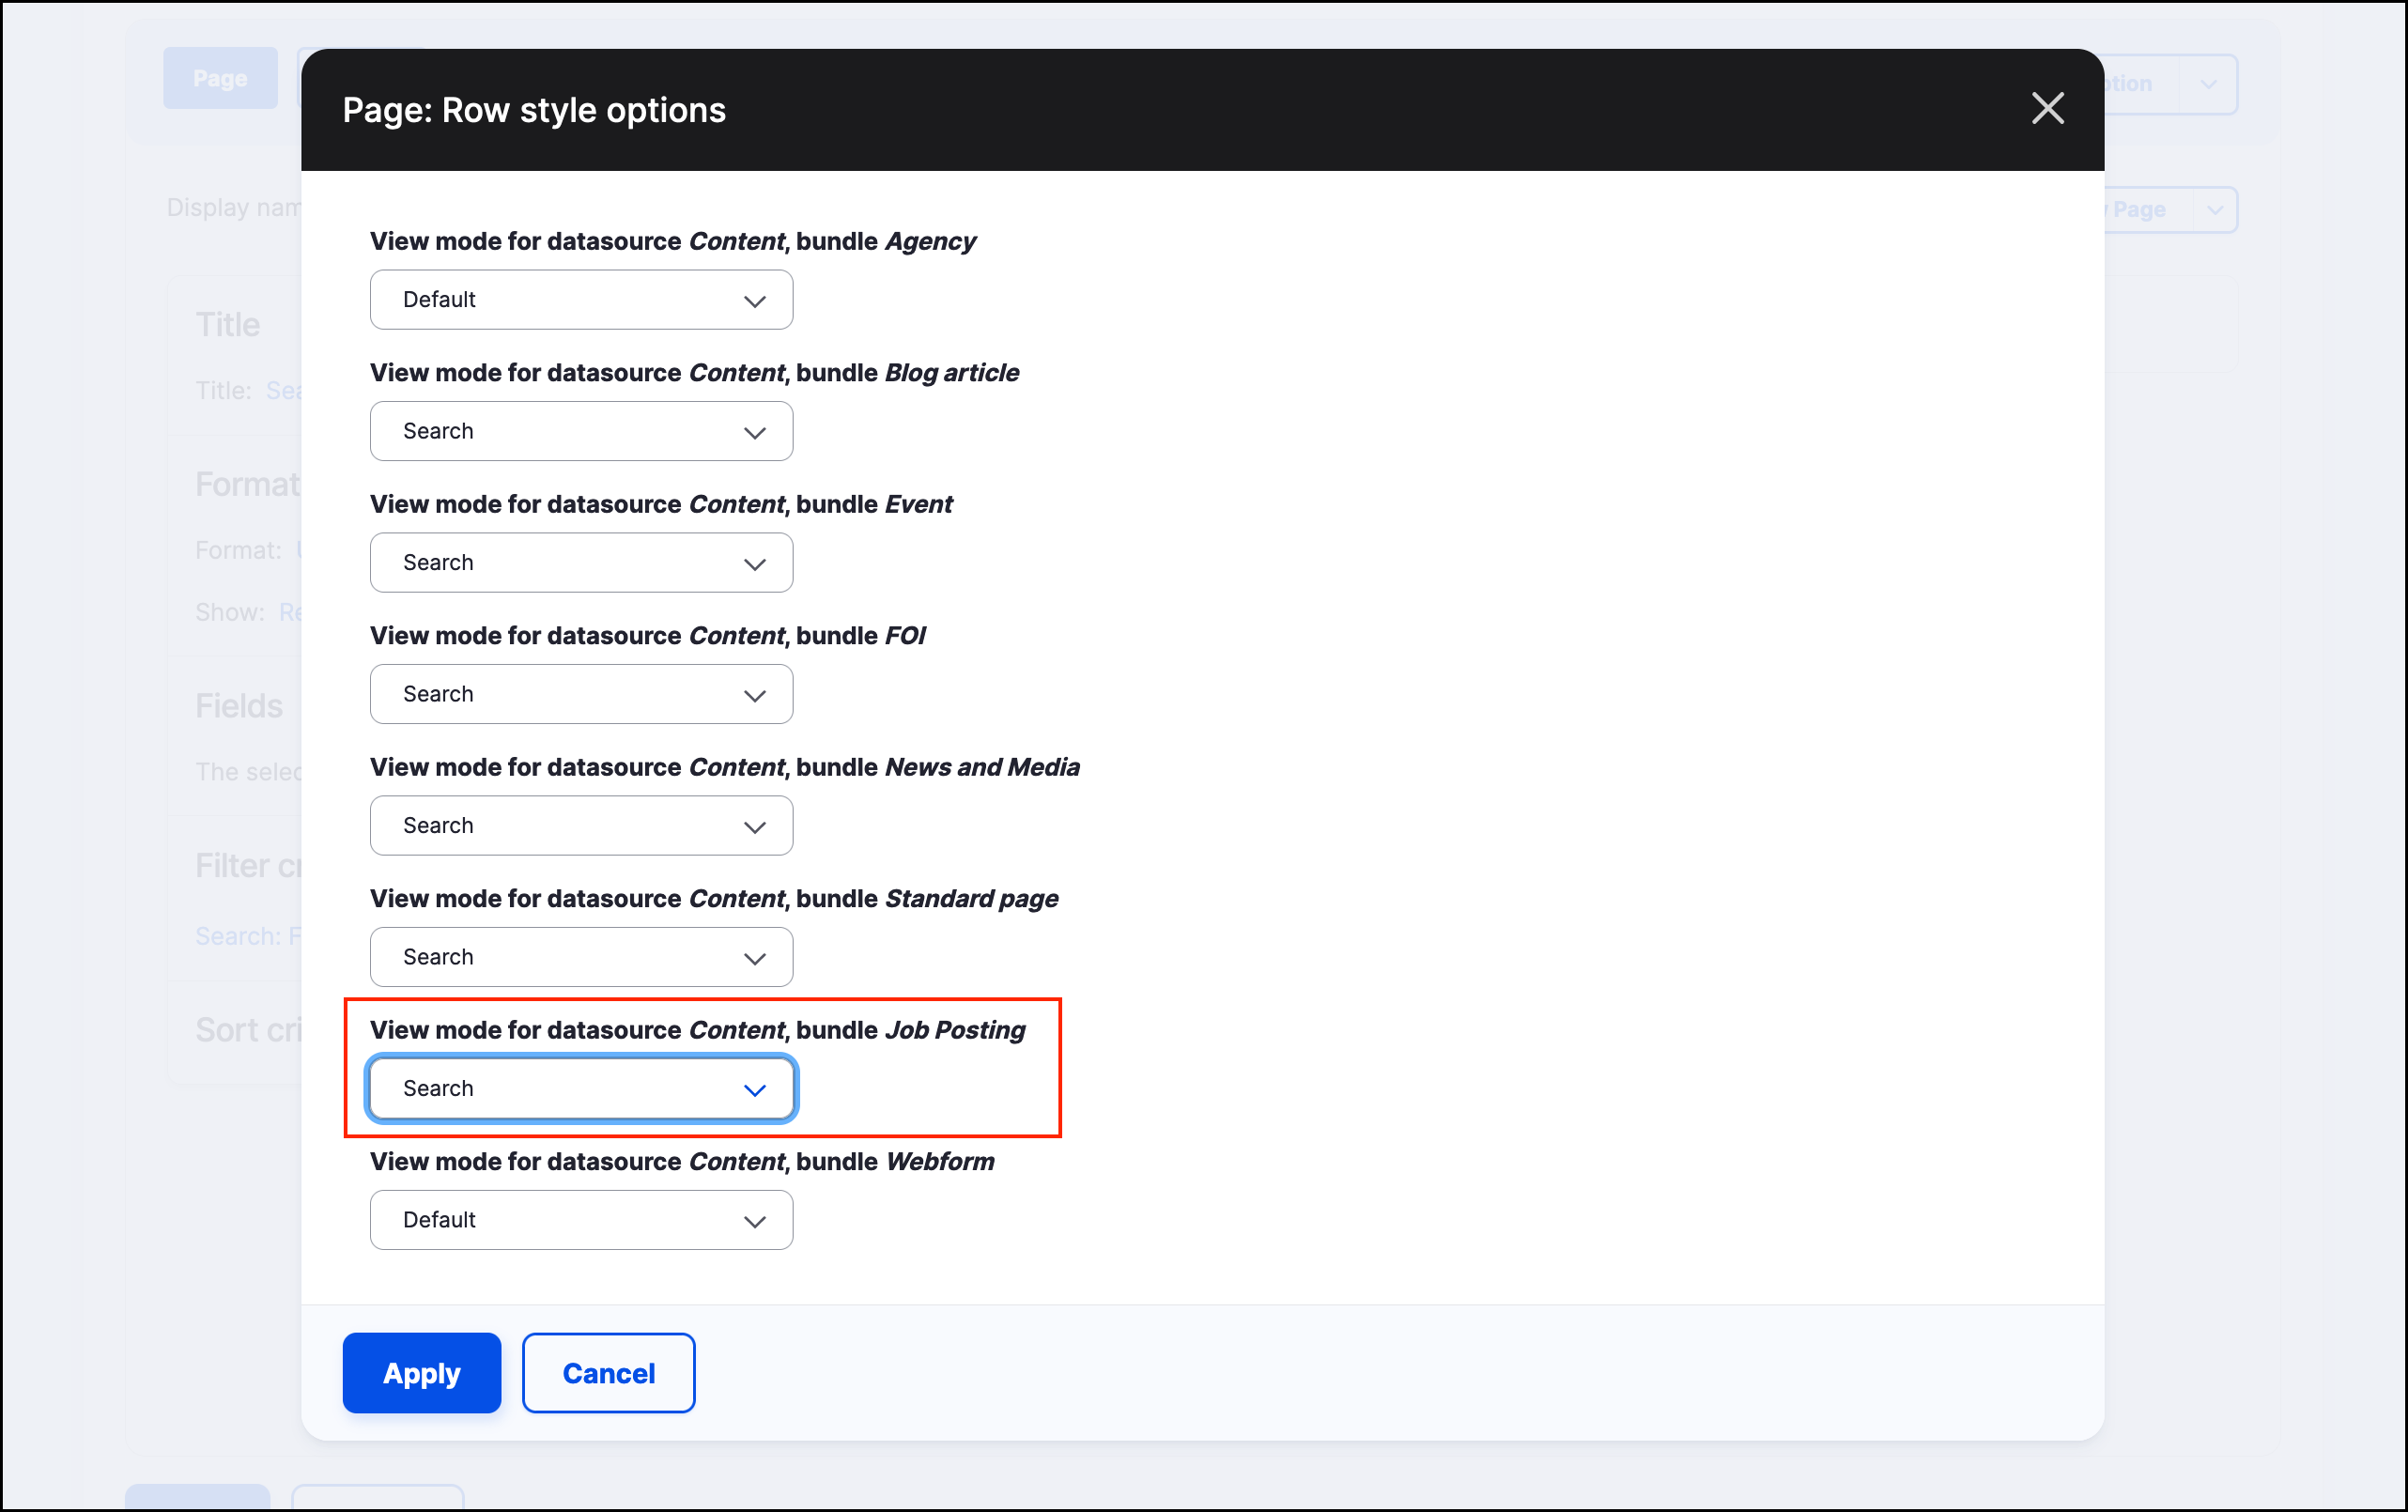 Page
Page: Row style options
ption
Display nam
Page
View mode for datasource Content, bundle Agency
Default
Title
View mode for datasource Content, bundle Blog article
Title: Sea
Search
Format
View mode for datasource Content, bundle Event
Format:
Search
Show: Re
View mode for datasource Content, bundle FOI
Search
Fields
The selec
View mode for datasource Content, bundle News and Media
Search
Filter cr
View mode for datasource Content, bundle Standard page
Search: F
Search
Sort cri
View mode for datasource Content, bundle Job Posting
Search
View mode for datasource Content, bundle Webform
Default
Apply
Cancel